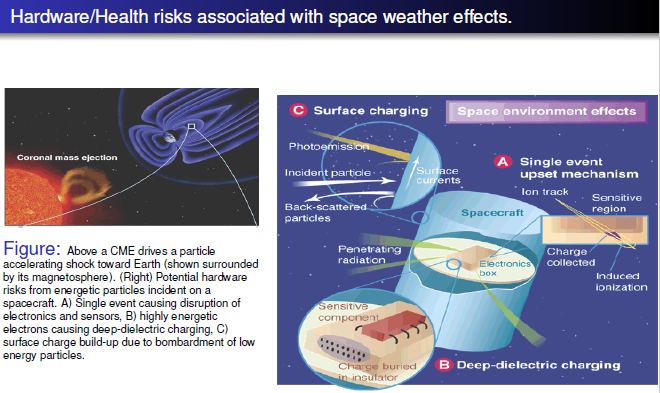 Hardware/Health risks associated with space weather effects.
Coronal mass ejection
Figure: Above a CME drives a particle
accelerating shock toward Earth (shown surrounded
by its magnetosphere). (Right) Potential hardware
risks from energetic particles incident on a
spacecraft. A) Single event causing disruption of
electronics and sensors, B) highly energetic
electrons causing deep-dielectric charging, C)
surface charge build-up due to bombardment of low
energy particles.
C Surface charging
Space environment effects
Photoemission
Incident particle
Surface
currents
Back-scattered
particles
A Single event
upset mechanism
Ion track
Sensitive
region
Spacecraft
Charge
collected
Induced
ionization
Penetrating
radiation
Electronics
box
Sensitive
component
Charge buried
in insulator
B Deep-dielectric charging